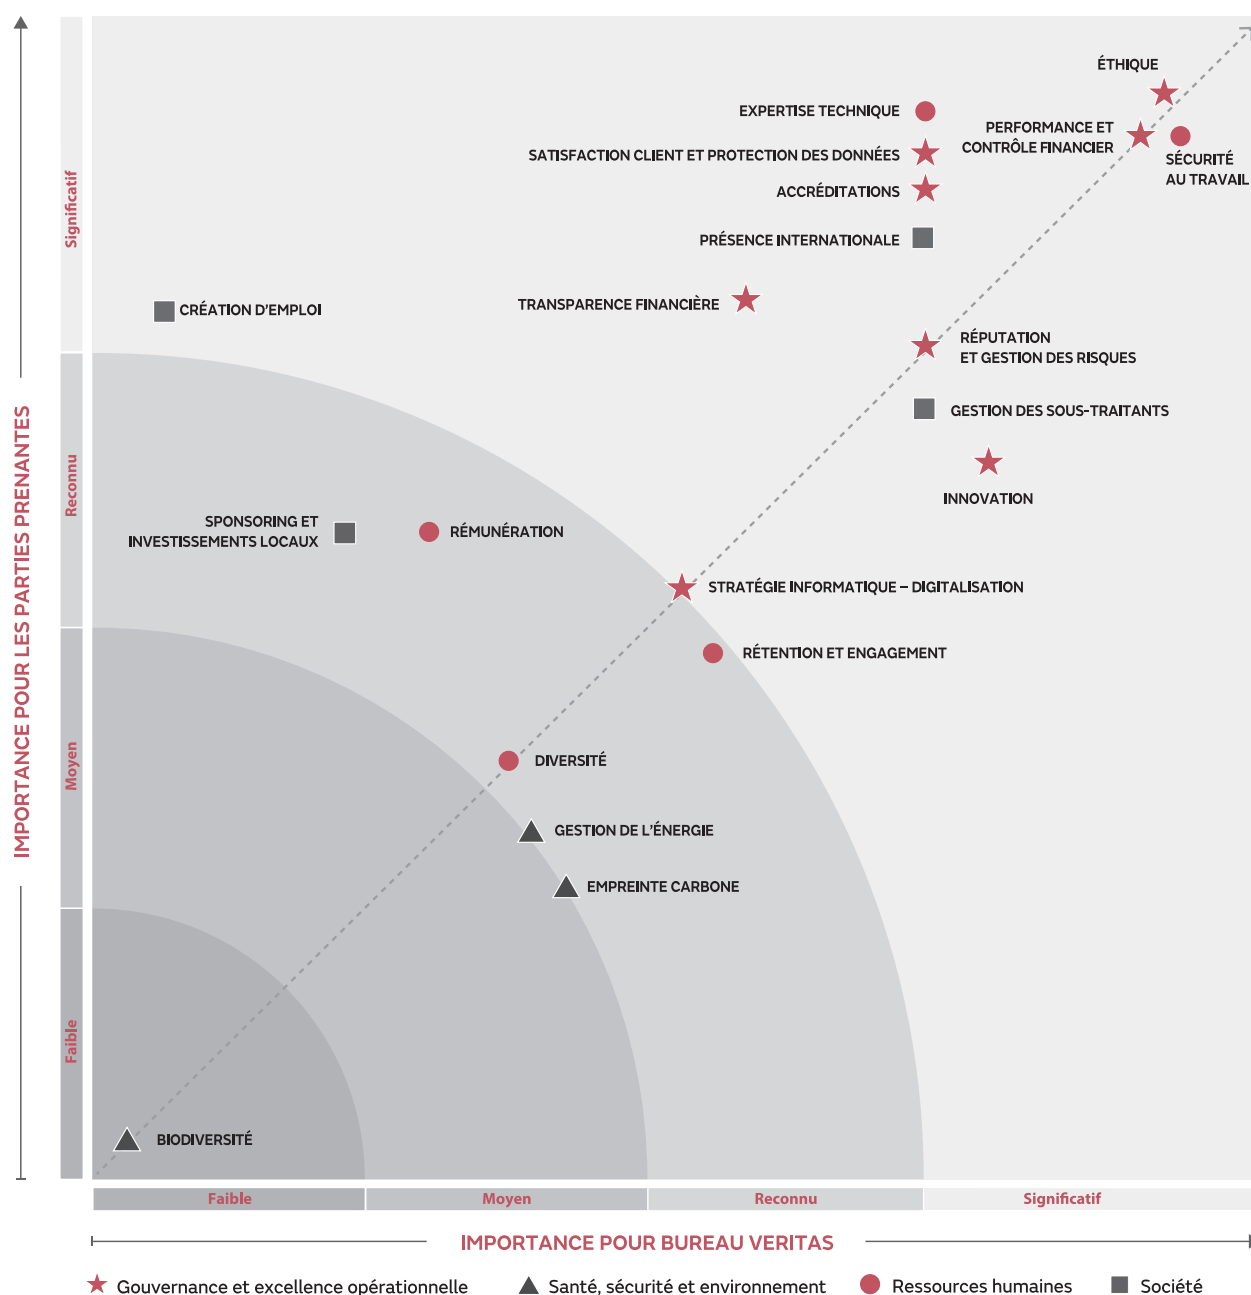 ÉTHIQUE
EXPERTISE TECHNIQUE
PERFORMANCE ET
CONTRÔLE FINANCIER
SATISFACTION CLIENT ET PROTECTION DES DONNÉES
SÉCURITÉ
AU TRAVAIL
ACCRÉDITATIONS
PRÉSENCE INTERNATIONALE
TRANSPARENCE FINANCIÈRE
CRÉATION D'EMPLOI
RÉPUTATION
ET GESTION DES RISQUES
GESTION DES SOUS-TRAITANTS
INNOVATION
SPONSORING ET
INVESTISSEMENTS LOCAUX
RÉMUNÉRATION
STRATÉGIE INFORMATIQUE – DIGITALISATION
RÉTENTION ET ENGAGEMENT
DIVERSITÉ
GESTION DE L'ÉNERGIE
EMPREINTE CARBONE
BIODIVERSITÉ
IMPORTANCE POUR LES PARTIES PRENANTES
Significatif
Reconnu
Moyen
Faible
Faible
Moyen
Reconnu
Significatif
IMPORTANCE POUR BUREAU VERITAS
Gouvernance et excellence opérationnelle
Santé, sécurité et environnement
Ressources humaines
Société